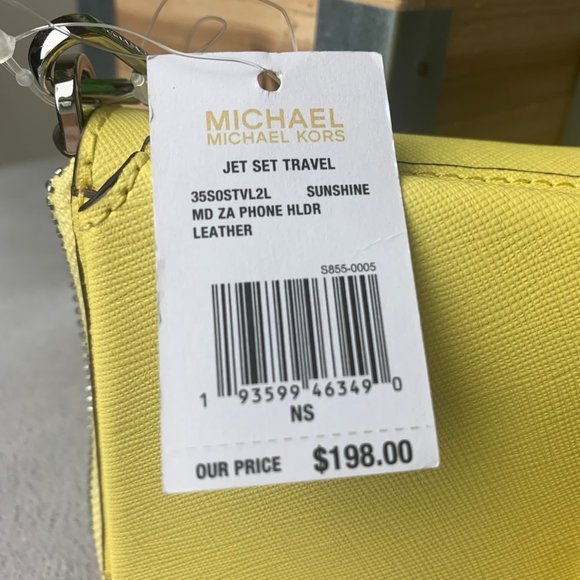 MICHAEL
MICHAEL KORS
JET SET TRAVEL
35S0STVL2L SUNSHINE
MD ZA PHONE HLDR
LEATHER
S855-0005
1 93599 46349 0
NS
OUR PRICE $198.00